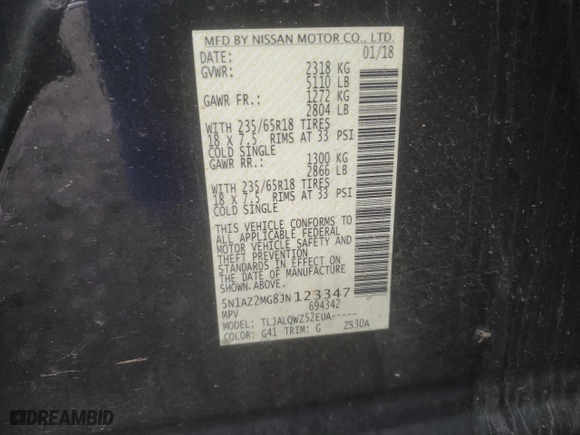 MFD BY NISSAN MOTOR CO., LTD.
DATE: 01/18
GVWR: 2318 KG
5110 LB
GAWR FR.: 1272 KG
2804 LB
WITH 235/65R18 TIRES
18 X 7.5 RIMS AT 33 PSI
COLD SINGLE
GAWR RR.: 1300 KG
2866 LB
WITH 235/65R18 TIRES
18 X 7.5 RIMS AT 33 PSI
COLD SINGLE
THIS VEHICLE CONFORMS TO
ALL APPLICABLE FEDERAL
MOTOR VEHICLE SAFETY AND
THEFT PREVENTION
STANDARDS IN EFFECT ON
THE DATE OF MANUFACTURE
SHOWN ABOVE.
5N1AZ2MG8JN123347
MPV 694342
MODEL: TLJALQWZS2EUA-----
COLOR: G41 TRIM: G ZS30A
DREAMBID